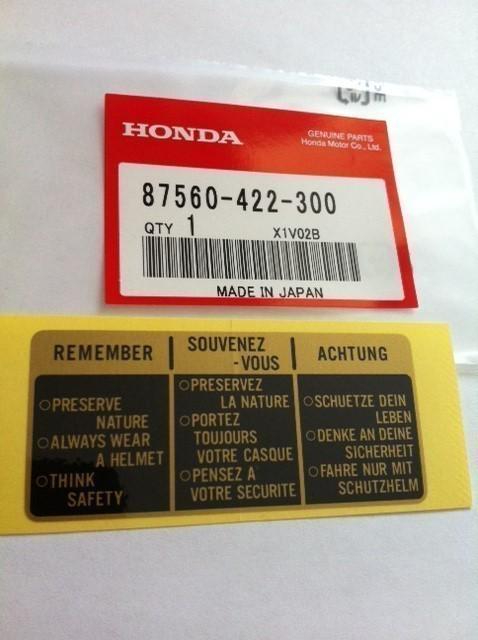 HONDA
GENUINE PARTS
Honda Motor Co., Ltd.
87560-422-300
QTY 1
X1V02B
MADE IN JAPAN
REMEMBER
○PRESERVE
NATURE
○ALWAYS WEAR
A HELMET
○THINK
SAFETY
SOUVENEZ
-VOUS
○PRESERVEZ
LA NATURE
○PORTEZ
TOUJOURS
VOTRE CASQUE
○PENSEZ A
VOTRE SECURITE
ACHTUNG
○SCHUETZE DEIN
LEBEN
○DENKE AN DEINE
SICHERHEIT
○FAHRE NUR MIT
SCHUTZHELM